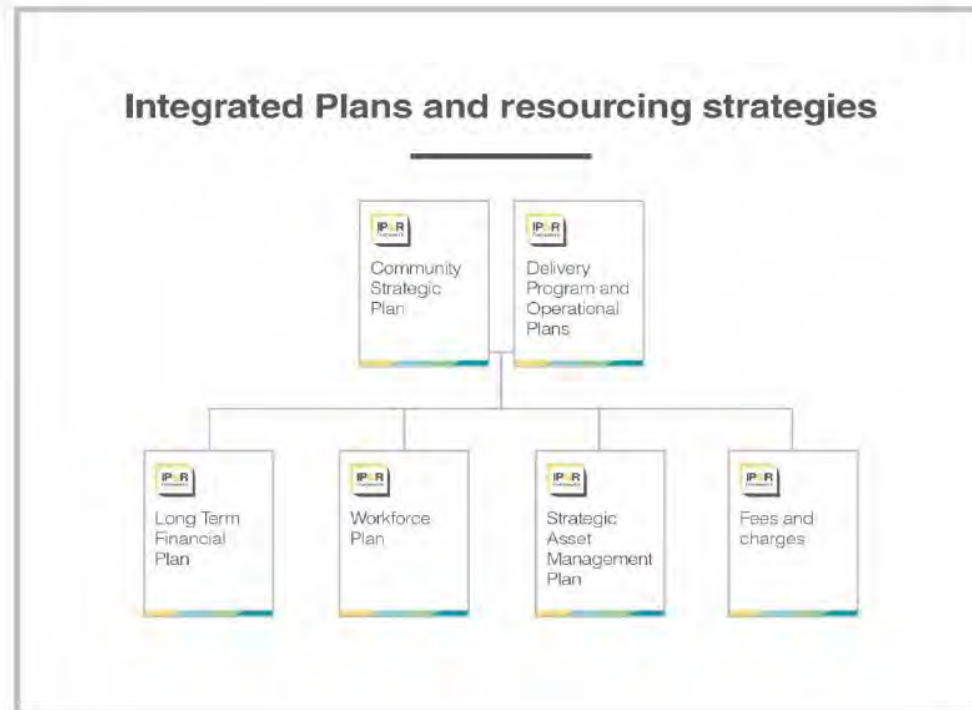 Integrated Plans and resourcing strategies
IP&R
Community
Strategic
Plan
IP&R
Delivery
Program and
Operational
Plans
IP&R
Long Term
Financial
Plan
IP&R
Workforce
Plan
IP&R
Strategic
Asset
Management
Plan
IP&R
Fees and
charges